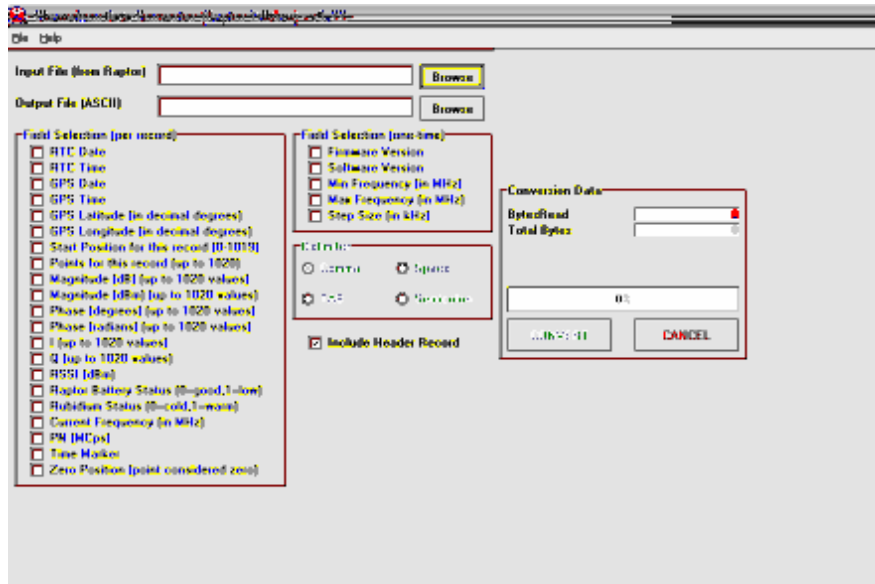 File Help
Input File (from Raptor)
Browse
Output File (ASCII)
Browse
Field Selection (per record)
RTC Date
RTC Time
GPS Date
GPS Time
GPS Latitude (in decimal degrees)
GPS Longitude (in decimal degrees)
Start Position for this record (0-1019)
Points for this record (up to 1020)
Magnitude (dB) (up to 1020 values)
Magnitude (dBm) (up to 1020 values)
Phase (degrees) (up to 1020 values)
Phase (radians) (up to 1020 values)
I (up to 1020 values)
Q (up to 1020 values)
RSSI (dBm)
Raptor Battery Status (0=good,1=low)
Rubidium Status (0=cold,1=warm)
Current Frequency (in MHz)
PN (MCps)
Time Marker
Zero Position (point considered zero)
Field Selection (one-time)
Firmware Version
Software Version
Min Frequency (in MHz)
Max Frequency (in MHz)
Step Size (in kHz)
Delimiter
Comma
Space
TAB
Semicolon
Include Header Record
Conversion Data
BytesRead 0
Total Bytes 0
0%
CONVERT
CANCEL